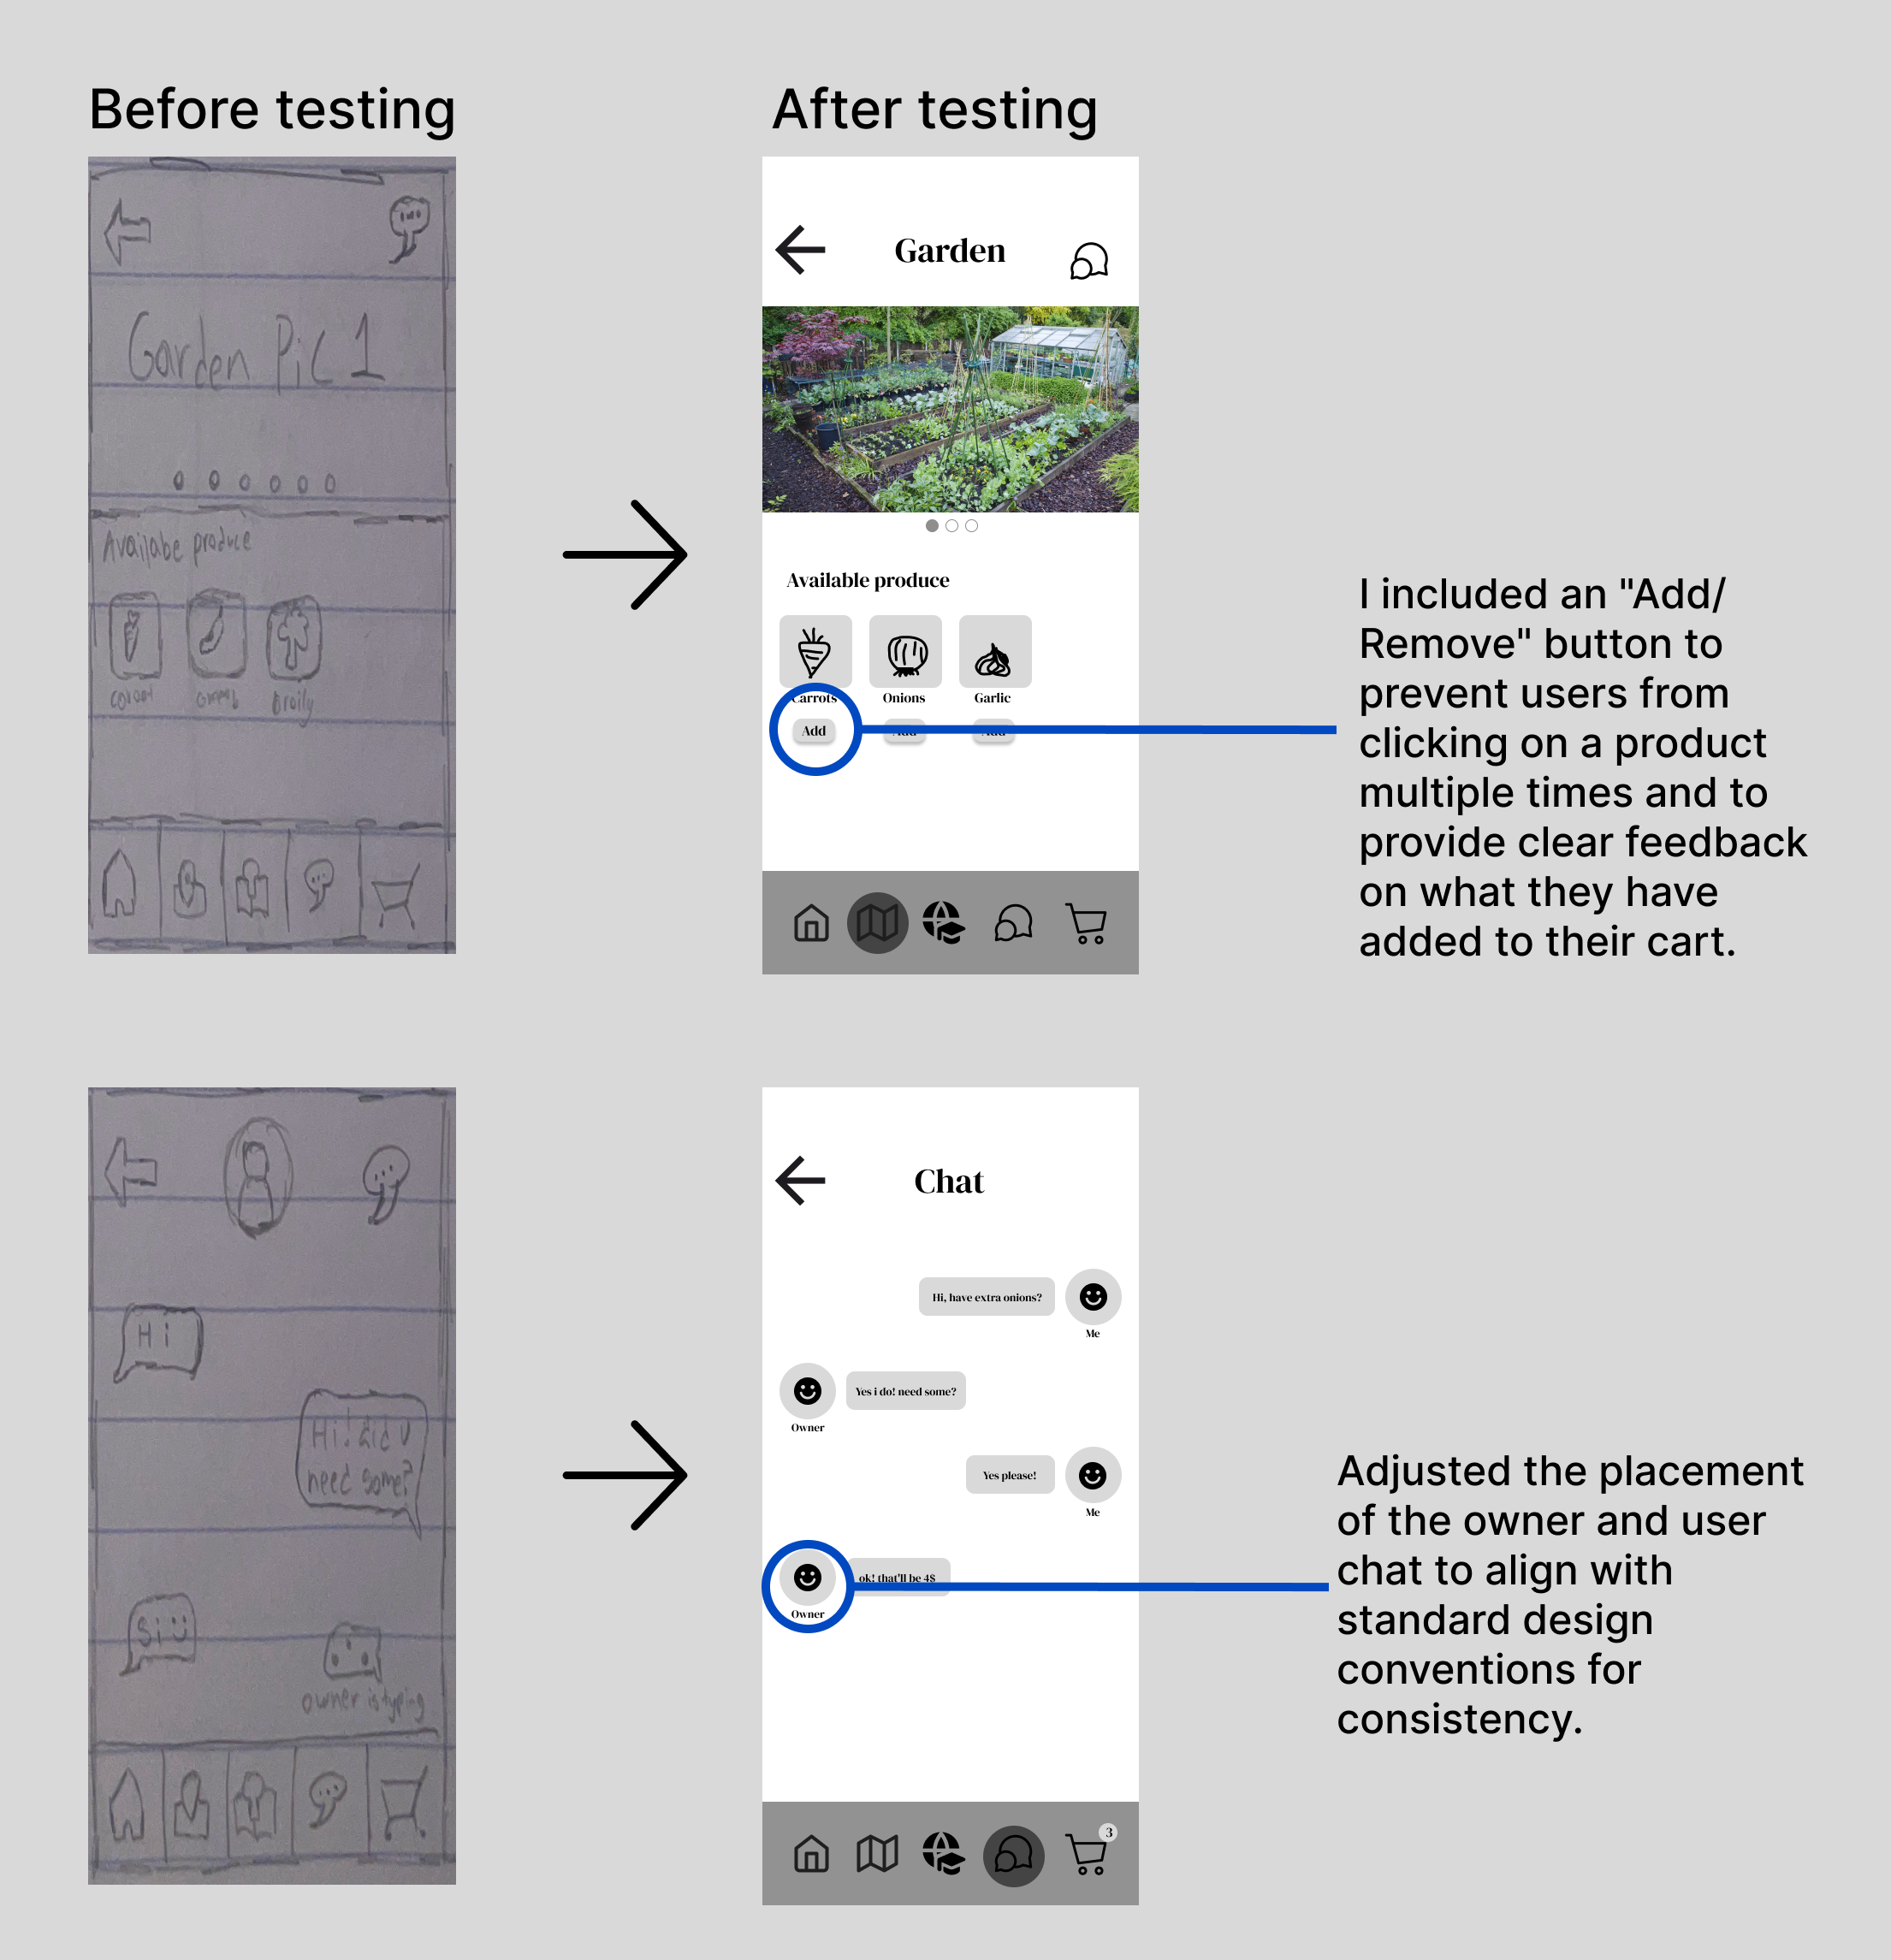 Before testing
After testing
Garden Pic 1
Availabe produce
Garden
Available produce
Carrots
Onions
Garlic
Add
Add
Add
I included an "Add/
Remove" button to
prevent users from
clicking on a product
multiple times and to
provide clear feedback
on what they have
added to their cart.
Hi
Hi! did u
need some?
Si
owner is typing
Chat
Hi, have extra onions?
Me
Yes i do! need some?
Owner
Yes please!
Me
ok! that'll be 4$
Owner
3
Adjusted the placement
of the owner and user
chat to align with
standard design
conventions for
consistency.